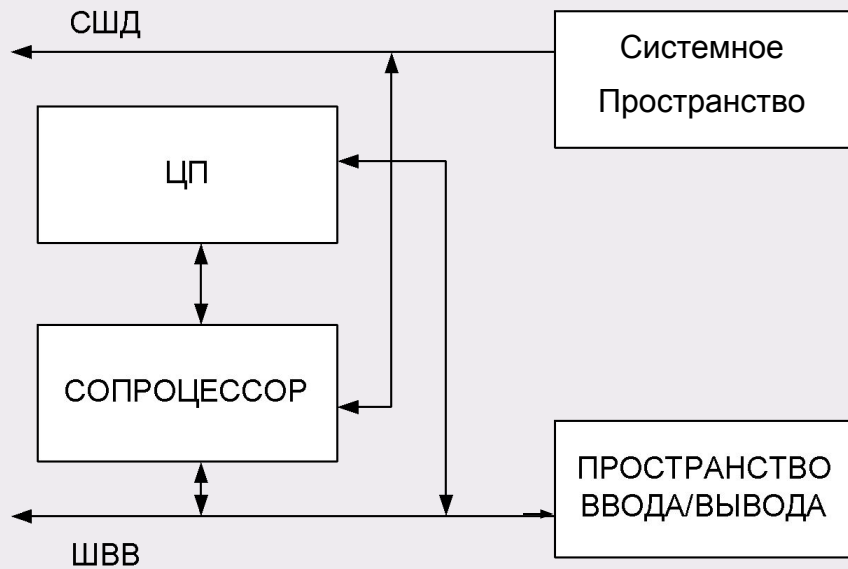 СШД
Системное
Пространство
ЦП
СОПРОЦЕССОР
ПРОСТРАНСТВО
ВВОДА/ВЫВОДА
ШВВ